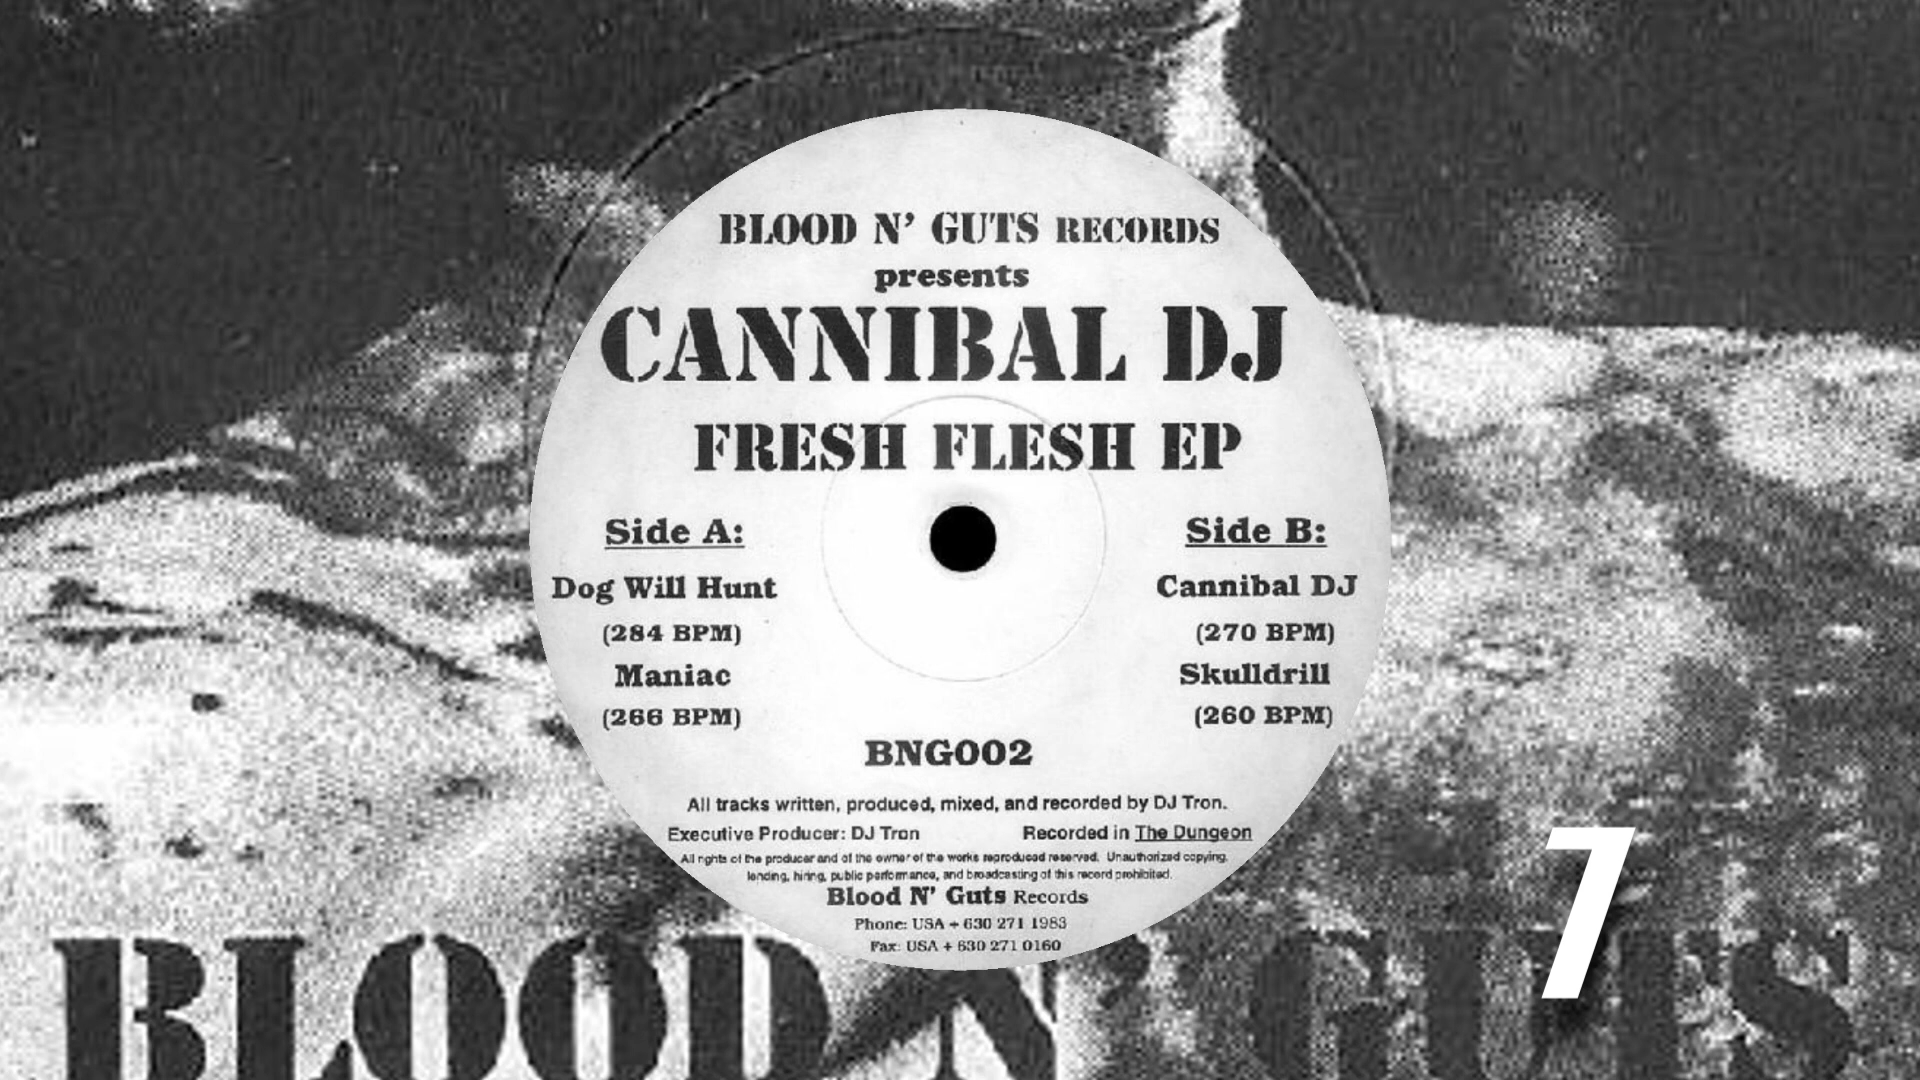 BLOOD N' GUTS RECORDS
presents
CANNIBAL DJ
FRESH FLESH EP
Side A:
Dog Will Hunt
(284 BPM)
Maniac
(266 BPM)
Side B:
Cannibal DJ
(270 BPM)
Skulldrill
(260 BPM)
BNG002
All tracks written, produced, mixed, and recorded by DJ Tron.
Executive Producer: DJ Tron
Recorded in The Dungeon
All rights of the producer and of the owner of the works reproduced reserved. Unauthorized copying,
lending, hiring, public performance, and broadcasting of this record prohibited.
Blood N' Guts Records
Phone: USA + 630 271 1983
Fax: USA + 630 271 0160
BLOOD N' GUTS
7